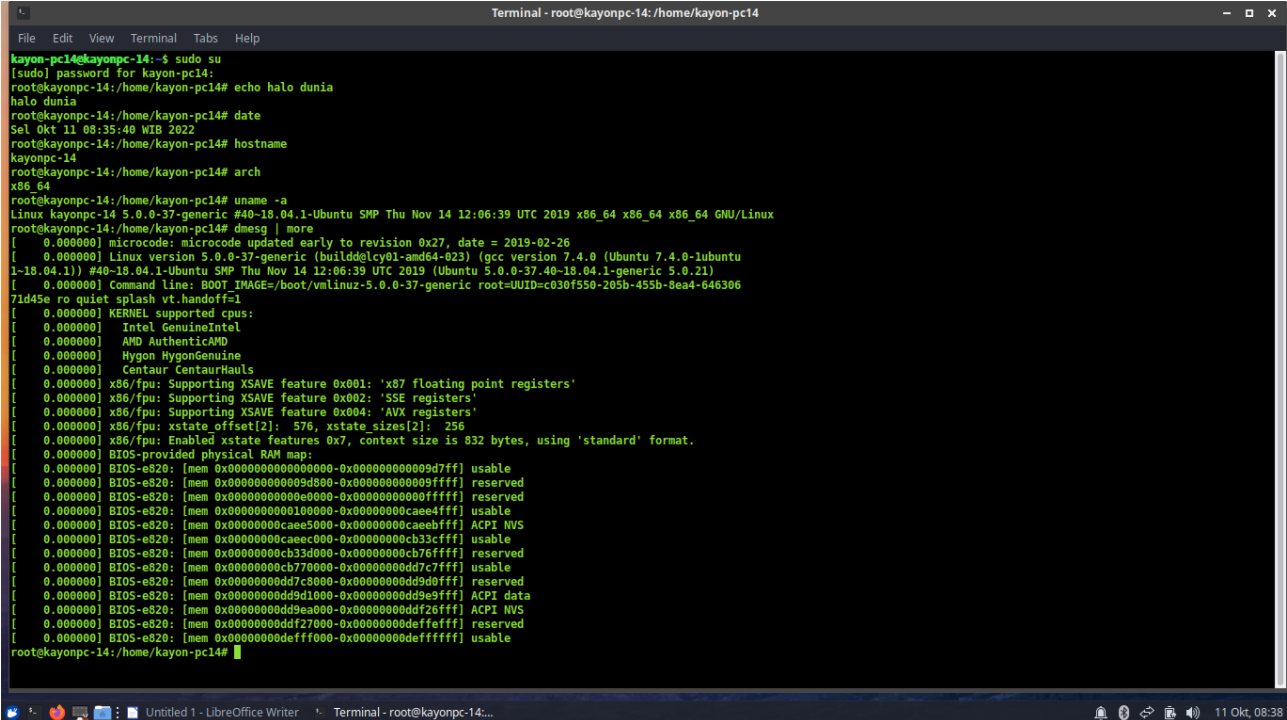 Terminal - root@kayonpc-14: /home/kayon-pc14
File Edit View Terminal Tabs Help
kayon-pc14@kayonpc-14:~$ sudo su
[sudo] password for kayon-pc14:
root@kayonpc-14:/home/kayon-pc14# echo halo dunia
halo dunia
root@kayonpc-14:/home/kayon-pc14# date
Sel Okt 11 08:35:40 WIB 2022
root@kayonpc-14:/home/kayon-pc14# hostname
kayonpc-14
root@kayonpc-14:/home/kayon-pc14# arch
x86_64
root@kayonpc-14:/home/kayon-pc14# uname -a
Linux kayonpc-14 5.0.0-37-generic #40~18.04.1-Ubuntu SMP Thu Nov 14 12:06:39 UTC 2019 x86_64 x86_64 x86_64 GNU/Linux
root@kayonpc-14:/home/kayon-pc14# dmesg | more
[    0.000000] microcode: microcode updated early to revision 0x27, date = 2019-02-26
[    0.000000] Linux version 5.0.0-37-generic (buildd@lcy01-amd64-023) (gcc version 7.4.0 (Ubuntu 7.4.0-1ubuntu
1~18.04.1)) #40~18.04.1-Ubuntu SMP Thu Nov 14 12:06:39 UTC 2019 (Ubuntu 5.0.0-37.40~18.04.1-generic 5.0.21)
[    0.000000] Command line: BOOT_IMAGE=/boot/vmlinuz-5.0.0-37-generic root=UUID=c030f550-205b-455b-8ea4-646306
71d45e ro quiet splash vt.handoff=1
[    0.000000] KERNEL supported cpus:
[    0.000000]   Intel GenuineIntel
[    0.000000]   AMD AuthenticAMD
[    0.000000]   Hygon HygonGenuine
[    0.000000]   Centaur CentaurHauls
[    0.000000] x86/fpu: Supporting XSAVE feature 0x001: 'x87 floating point registers'
[    0.000000] x86/fpu: Supporting XSAVE feature 0x002: 'SSE registers'
[    0.000000] x86/fpu: Supporting XSAVE feature 0x004: 'AVX registers'
[    0.000000] x86/fpu: xstate_offset[2]:  576, xstate_sizes[2]:  256
[    0.000000] x86/fpu: Enabled xstate features 0x7, context size is 832 bytes, using 'standard' format.
[    0.000000] BIOS-provided physical RAM map:
[    0.000000] BIOS-e820: [mem 0x0000000000000000-0x000000000009d7ff] usable
[    0.000000] BIOS-e820: [mem 0x000000000009d800-0x000000000009ffff] reserved
[    0.000000] BIOS-e820: [mem 0x00000000000e0000-0x00000000000fffff] reserved
[    0.000000] BIOS-e820: [mem 0x0000000000100000-0x00000000caee4fff] usable
[    0.000000] BIOS-e820: [mem 0x00000000caee5000-0x00000000caeebfff] ACPI NVS
[    0.000000] BIOS-e820: [mem 0x00000000caeec000-0x00000000cb33cfff] usable
[    0.000000] BIOS-e820: [mem 0x00000000cb33d000-0x00000000cb76ffff] reserved
[    0.000000] BIOS-e820: [mem 0x00000000cb770000-0x00000000dd7c7fff] usable
[    0.000000] BIOS-e820: [mem 0x00000000dd7c8000-0x00000000dd9d0fff] reserved
[    0.000000] BIOS-e820: [mem 0x00000000dd9d1000-0x00000000dd9e9fff] ACPI data
[    0.000000] BIOS-e820: [mem 0x00000000dd9ea000-0x00000000ddf26fff] ACPI NVS
[    0.000000] BIOS-e820: [mem 0x00000000ddf27000-0x00000000deffefff] reserved
[    0.000000] BIOS-e820: [mem 0x00000000defff000-0x00000000deffffff] usable
root@kayonpc-14:/home/kayon-pc14#
Untitled 1 - LibreOffice Writer Terminal - root@kayonpc-14:... 11 Okt, 08:38